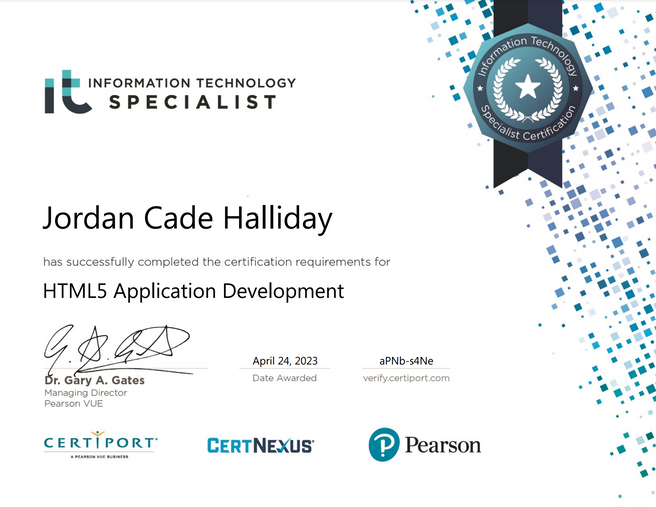 it INFORMATION TECHNOLOGY
SPECIALIST
Information Technology
Specialist Certification
Jordan Cade Halliday
has successfully completed the certification requirements for
HTML5 Application Development
Dr. Gary A. Gates
Managing Director
Pearson VUE
April 24, 2023
Date Awarded
aPNb-s4Ne
verify.certiport.com
CERTIPORT
A PEARSON VUE BUSINESS
CERTNEXUS
P Pearson